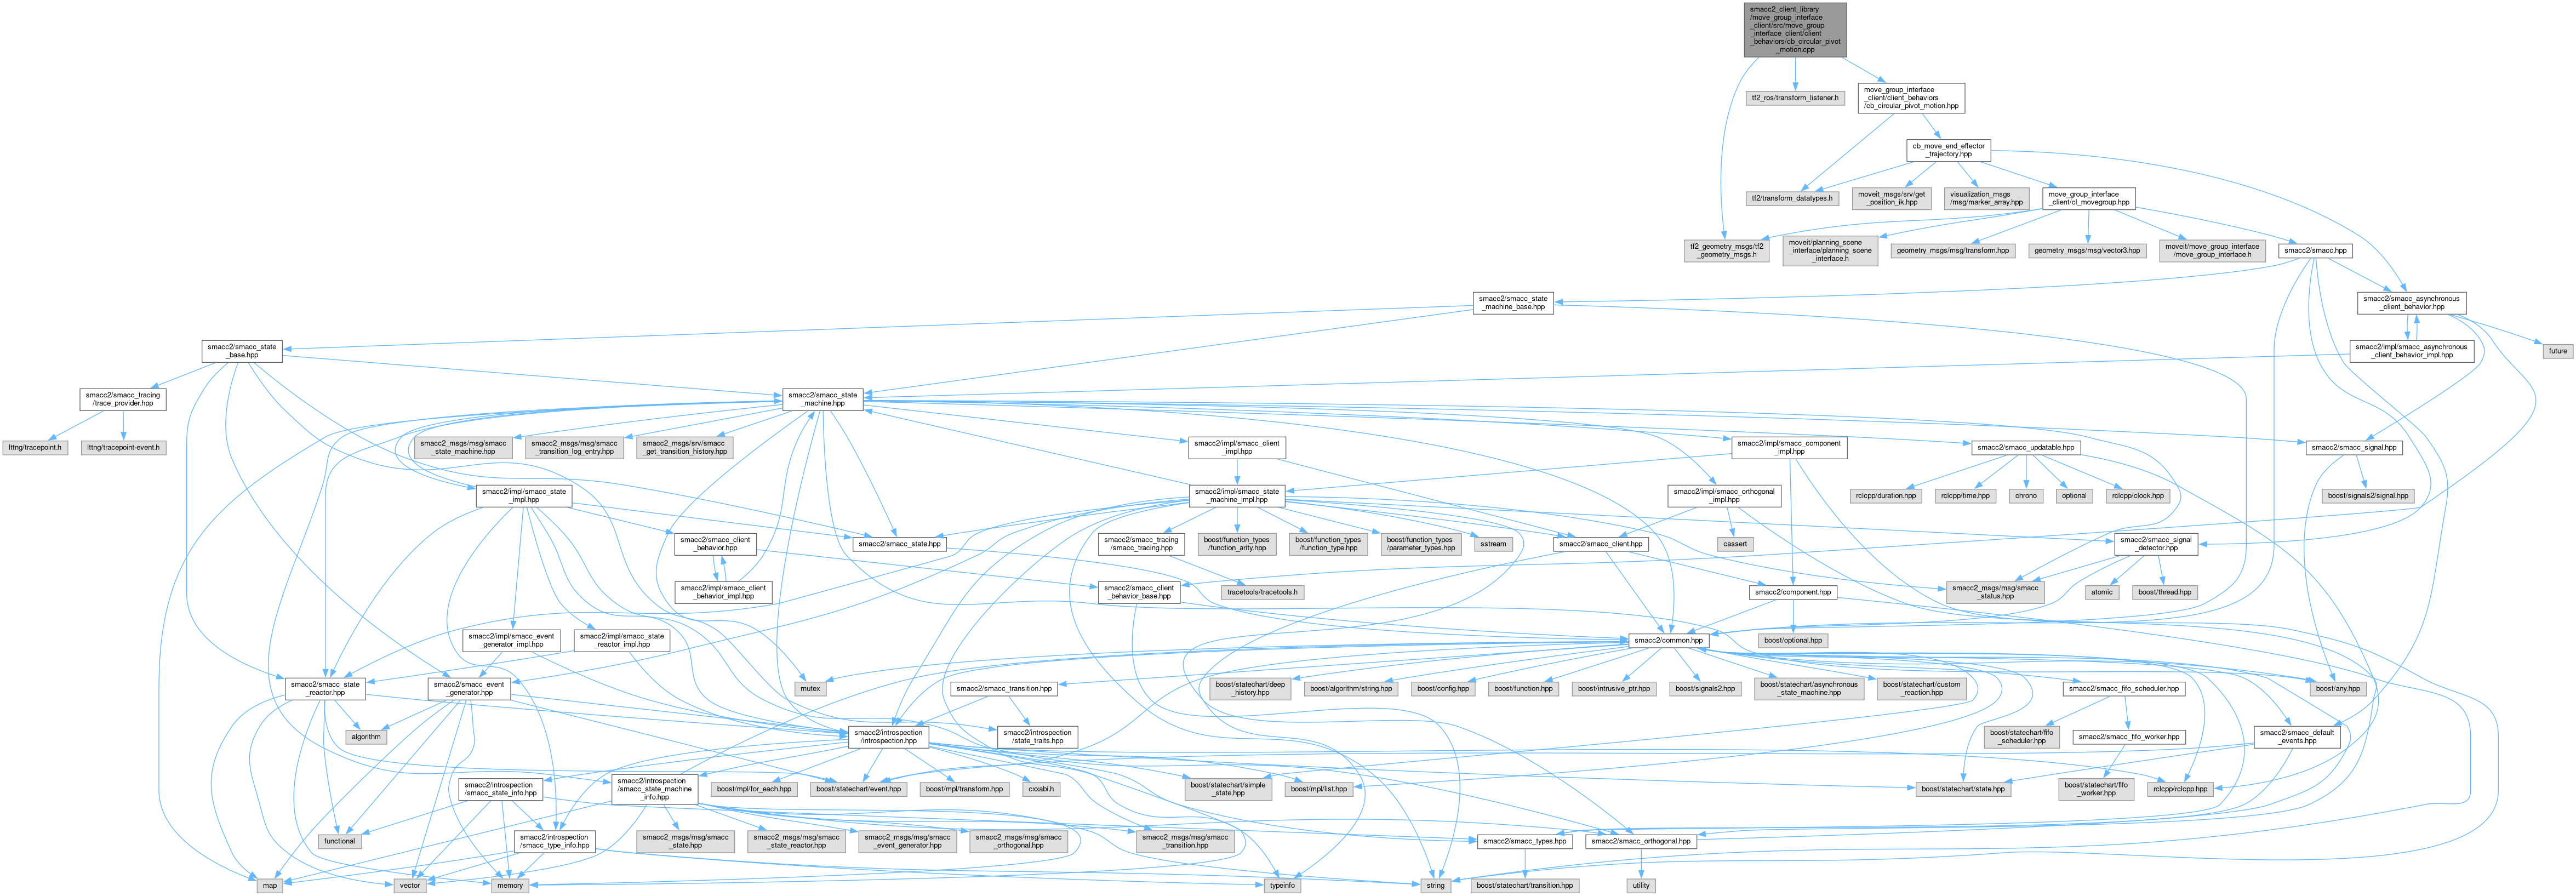 smacc2_client_library
/move_group_interface
_client/src/move_group
_interface_client/client
_behaviors/cb_circular_pivot
_motion.cpp
tf2_ros/transform_listener.h
move_group_interface
_client/client_behaviors
/cb_circular_pivot_motion.hpp
cb_move_end_effector
_trajectory.hpp
tf2/transform_datatypes.h
moveit_msgs/srv/get
_position_ik.hpp
visualization_msgs
/msg/marker_array.hpp
move_group_interface
_client/cl_movegroup.hpp
tf2_geometry_msgs/tf2
_geometry_msgs.h
moveit/planning_scene
_interface/planning_scene
_interface.h
geometry_msgs/msg/transform.hpp
geometry_msgs/msg/vector3.hpp
moveit/move_group_interface
/move_group_interface.h
smacc2/smacc.hpp
smacc2/smacc_state
_machine_base.hpp
smacc2/smacc_asynchronous
_client_behavior.hpp
smacc2/smacc_state
_base.hpp
smacc2/impl/smacc_asynchronous
_client_behavior_impl.hpp
future
smacc2/smacc_tracing
/trace_provider.hpp
smacc2/smacc_state
_machine.hpp
lttng/tracepoint.h
lttng/tracepoint-event.h
smacc2_msgs/msg/smacc
_state_machine.hpp
smacc2_msgs/msg/smacc
_transition_log_entry.hpp
smacc2_msgs/srv/smacc
_get_transition_history.hpp
smacc2/impl/smacc_client
_impl.hpp
smacc2/impl/smacc_component
_impl.hpp
smacc2/smacc_updatable.hpp
smacc2/smacc_signal.hpp
smacc2/impl/smacc_state
_impl.hpp
smacc2/impl/smacc_state
_machine_impl.hpp
smacc2/impl/smacc_orthogonal
_impl.hpp
rclcpp/duration.hpp
rclcpp/time.hpp
chrono
optional
rclcpp/clock.hpp
boost/signals2/signal.hpp
smacc2/smacc_client
_behavior.hpp
smacc2/smacc_state.hpp
smacc2/smacc_tracing
/smacc_tracing.hpp
boost/function_types
/function_arity.hpp
boost/function_types
/function_type.hpp
boost/function_types
/parameter_types.hpp
sstream
smacc2/smacc_client.hpp
cassert
smacc2/smacc_signal
_detector.hpp
smacc2/impl/smacc_client
_behavior_impl.hpp
smacc2/smacc_client
_behavior_base.hpp
tracetools/tracetools.h
smacc2/component.hpp
smacc2_msgs/msg/smacc
_status.hpp
atomic
boost/thread.hpp
smacc2/impl/smacc_event
_generator_impl.hpp
smacc2/impl/smacc_state
_reactor_impl.hpp
smacc2/common.hpp
boost/optional.hpp
smacc2/smacc_state
_reactor.hpp
smacc2/smacc_event
_generator.hpp
mutex
smacc2/smacc_transition.hpp
boost/statechart/deep
_history.hpp
boost/algorithm/string.hpp
boost/config.hpp
boost/function.hpp
boost/intrusive_ptr.hpp
boost/signals2.hpp
boost/statechart/asynchronous
_state_machine.hpp
boost/statechart/custom
_reaction.hpp
smacc2/smacc_fifo_scheduler.hpp
boost/any.hpp
algorithm
smacc2/introspection
/introspection.hpp
smacc2/introspection
/state_traits.hpp
boost/statechart/fifo
_scheduler.hpp
smacc2/smacc_fifo_worker.hpp
smacc2/smacc_default
_events.hpp
smacc2/introspection
/smacc_state_info.hpp
smacc2/introspection
/smacc_state_machine
_info.hpp
boost/mpl/for_each.hpp
boost/statechart/event.hpp
boost/mpl/transform.hpp
cxxabi.h
boost/statechart/simple
_state.hpp
boost/mpl/list.hpp
boost/statechart/state.hpp
boost/statechart/fifo
_worker.hpp
rclcpp/rclcpp.hpp
functional
smacc2/introspection
/smacc_type_info.hpp
smacc2_msgs/msg/smacc
_state.hpp
smacc2_msgs/msg/smacc
_state_reactor.hpp
smacc2_msgs/msg/smacc
_event_generator.hpp
smacc2_msgs/msg/smacc
_orthogonal.hpp
smacc2_msgs/msg/smacc
_transition.hpp
smacc2/smacc_types.hpp
smacc2/smacc_orthogonal.hpp
map
vector
memory
typeinfo
string
boost/statechart/transition.hpp
utility